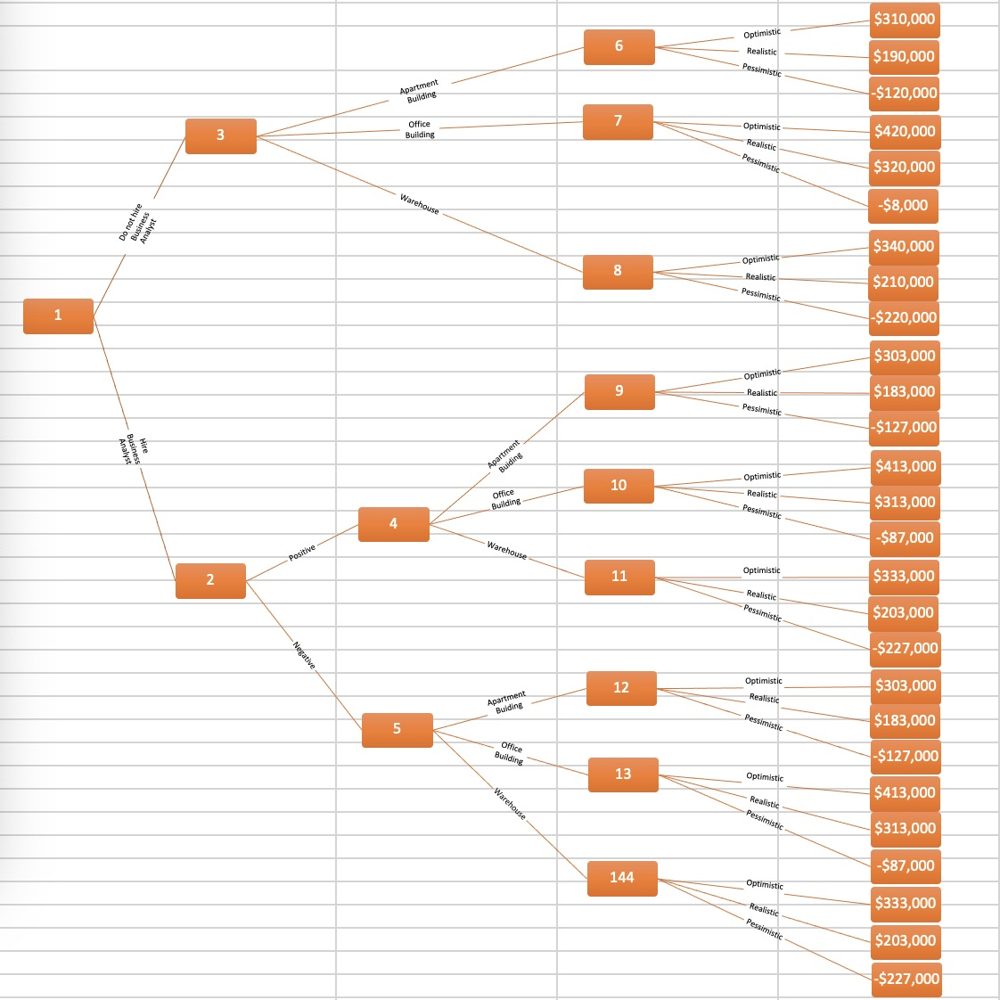 $310,000
6
Optimistic
Realistic
$190,000
Pessimistic
-$120,000
Apartment
Building
3
Office
Building
7
Optimistic
$420,000
Realistic
$320,000
Pessimistic
-$8,000
Warehouse
Do not hire
Business
Analyst
8
$340,000
Optimistic
Realistic
$210,000
Pessimistic
-$220,000
1
$303,000
9
Optimistic
Realistic
$183,000
Pessimistic
-$127,000
Hire
Business
Analyst
Apartment
Buiding
10
$413,000
Optimistic
Realistic
$313,000
Pessimistic
-$87,000
Office
Building
4
Warehouse
Positive
2
11
Optimistic
$333,000
Realistic
$203,000
Pessimistic
-$227,000
Negative
12
Optimistic
$303,000
Realistic
$183,000
Pessimistic
-$127,000
Apartment
Buiding
5
Office
Building
13
Optimistic
$413,000
Realistic
$313,000
Pessimistic
-$87,000
Warehouse
144
Optimistic
$333,000
Realistic
$203,000
Pessimistic
-$227,000